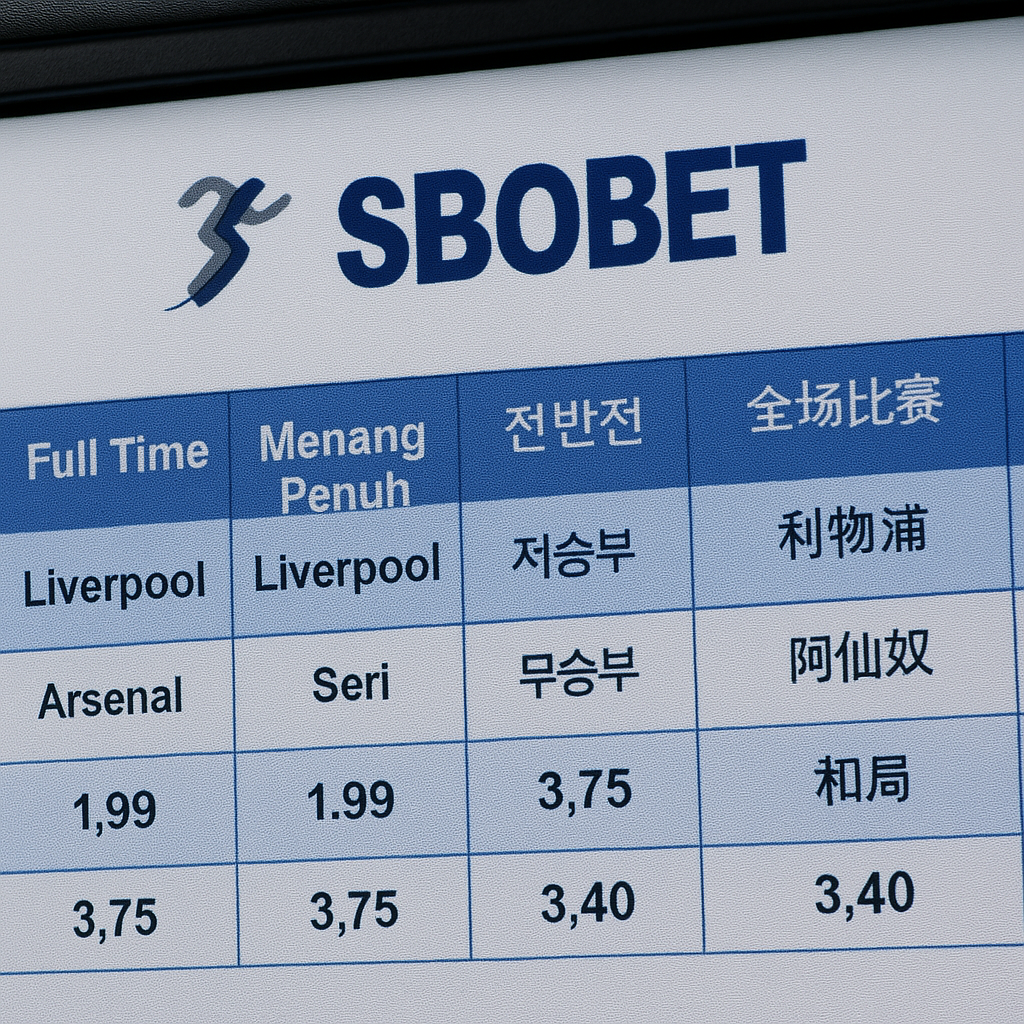 SBOBET
Full Time
Menang
Penuh
전반전
全场比赛
Liverpool
Liverpool
저승부
利物浦
Arsenal
Seri
무승부
阿仙奴
1,99
1.99
3,75
和局
3,75
3,75
3,40
3,40